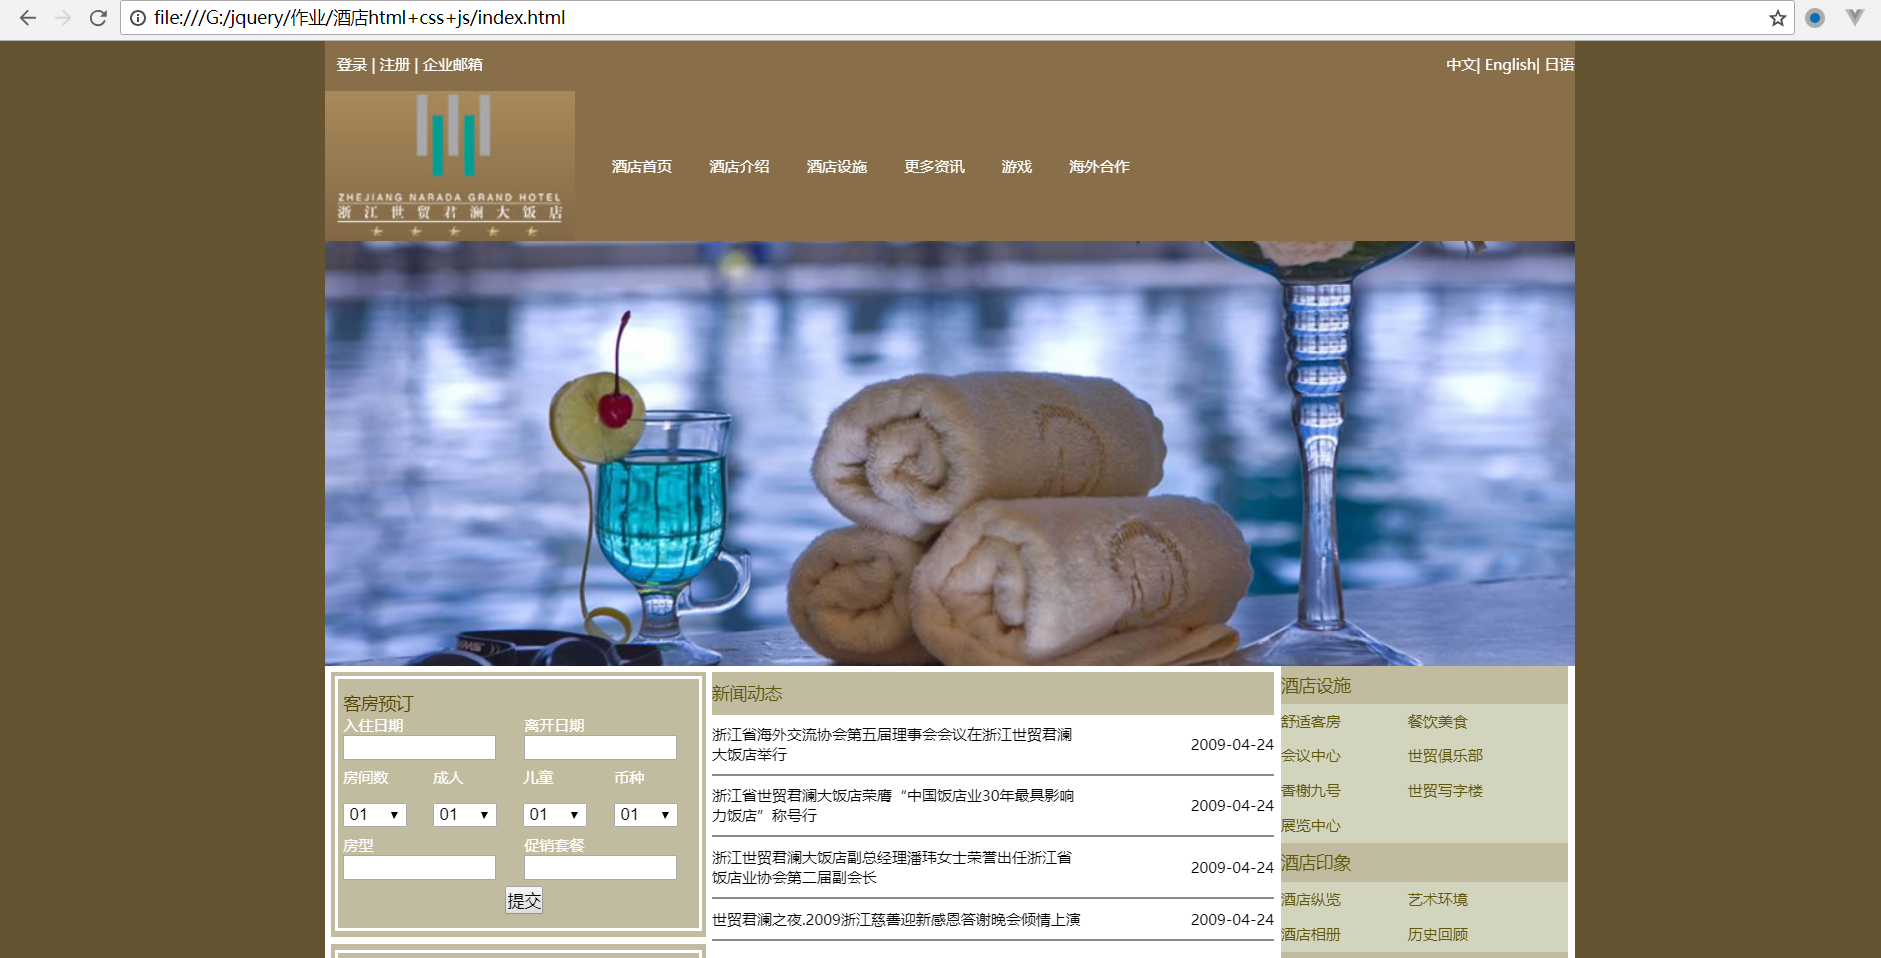 file:///G:/jquery/作业/酒店html+css+js/index.html
登录 | 注册 | 企业邮箱
中文| English| 日语
ZHEJIANG NARADA GRAND HOTEL
浙江世贸君澜大饭店
酒店首页 酒店介绍 酒店设施 更多资讯 游戏 海外合作
客房预订
入住日期 离开日期
房间数 成人 儿童 币种
01 01 01 01
房型 促销套餐
提交
新闻动态
浙江省海外交流协会第五届理事会会议在浙江世贸君澜
大饭店举行
2009-04-24
浙江省世贸君澜大饭店荣膺“中国饭店业30年最具影响
力饭店”称号行
2009-04-24
浙江世贸君澜大饭店副总经理潘玮女士荣誉出任浙江省
饭店业协会第二届副会长
2009-04-24
世贸君澜之夜.2009浙江慈善迎新感恩答谢晚会倾情上演
2009-04-24
酒店设施
舒适客房 餐饮美食
会议中心 世贸俱乐部
香榭九号 世贸写字楼
展览中心
酒店印象
酒店纵览 艺术环境
酒店相册 历史回顾